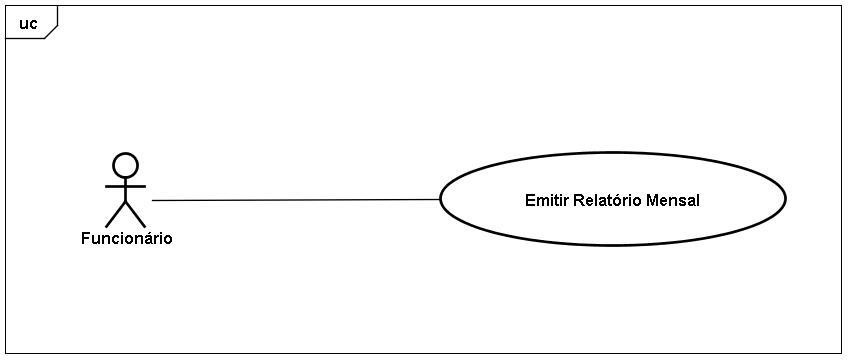 uc
Emitir Relatório Mensal
Funcionário